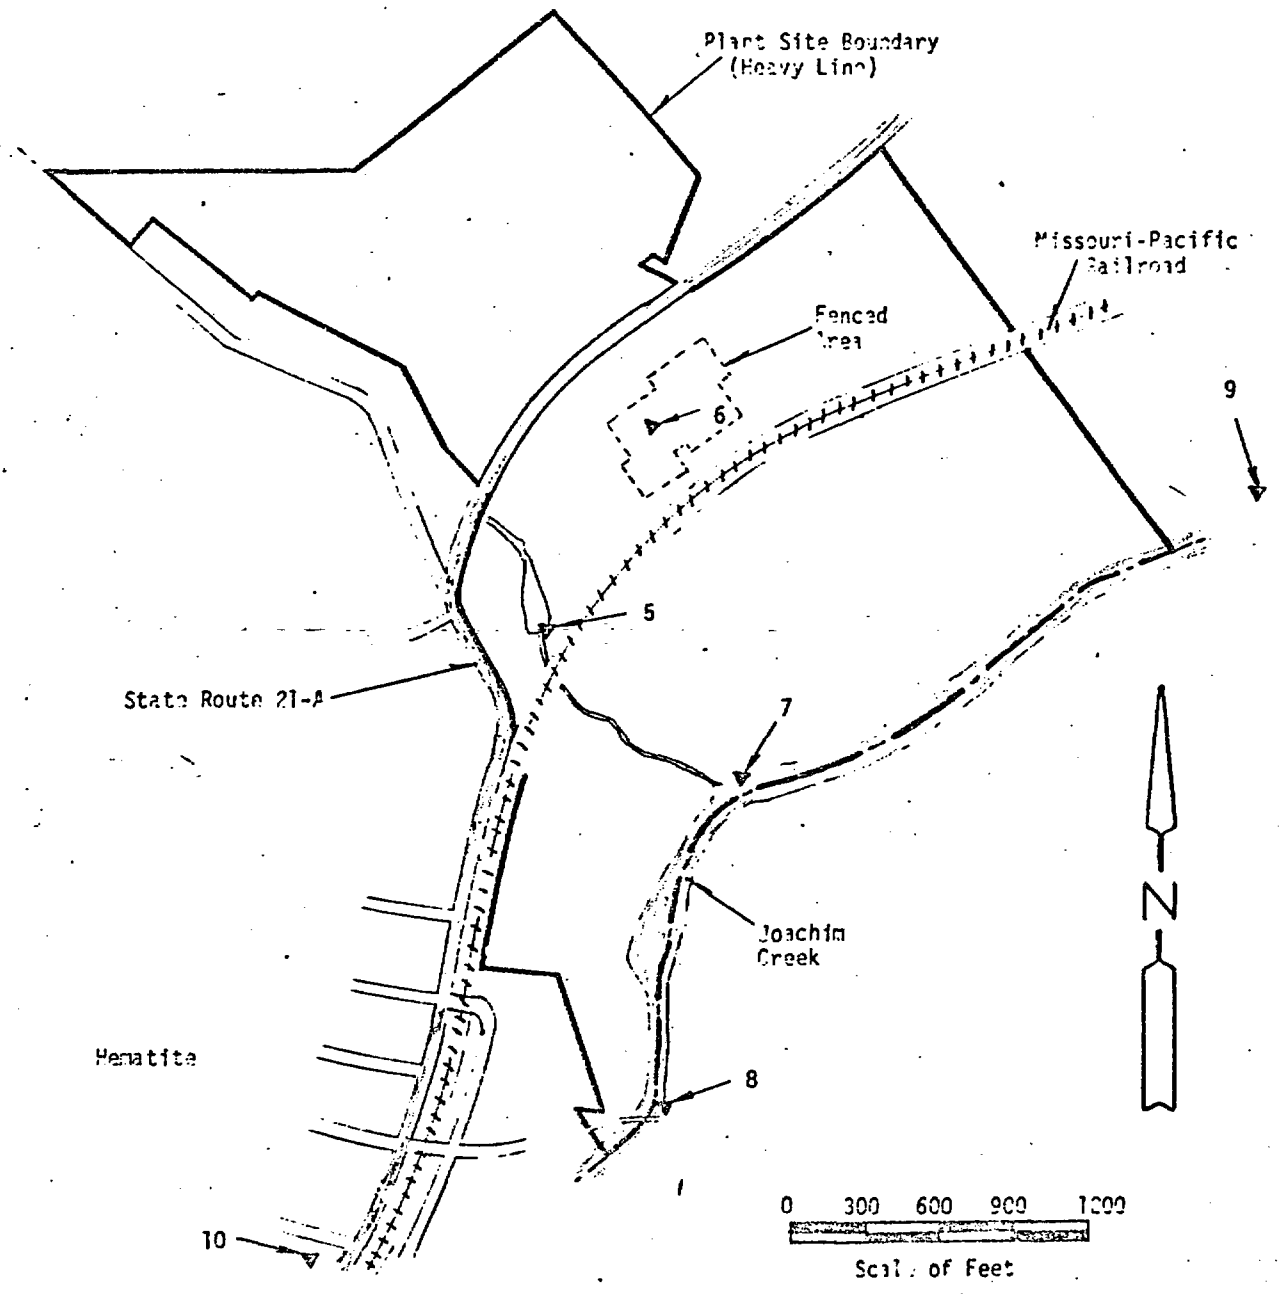 Plant Site Boundary
(Heavy Line)
Missouri-Pacific
Railroad
Fenced
Area
9
6
5
State Route 21-A
7
Joachim
Creek
N
Hematite
8
0 300 600 900 1200
10
Scale of Feet